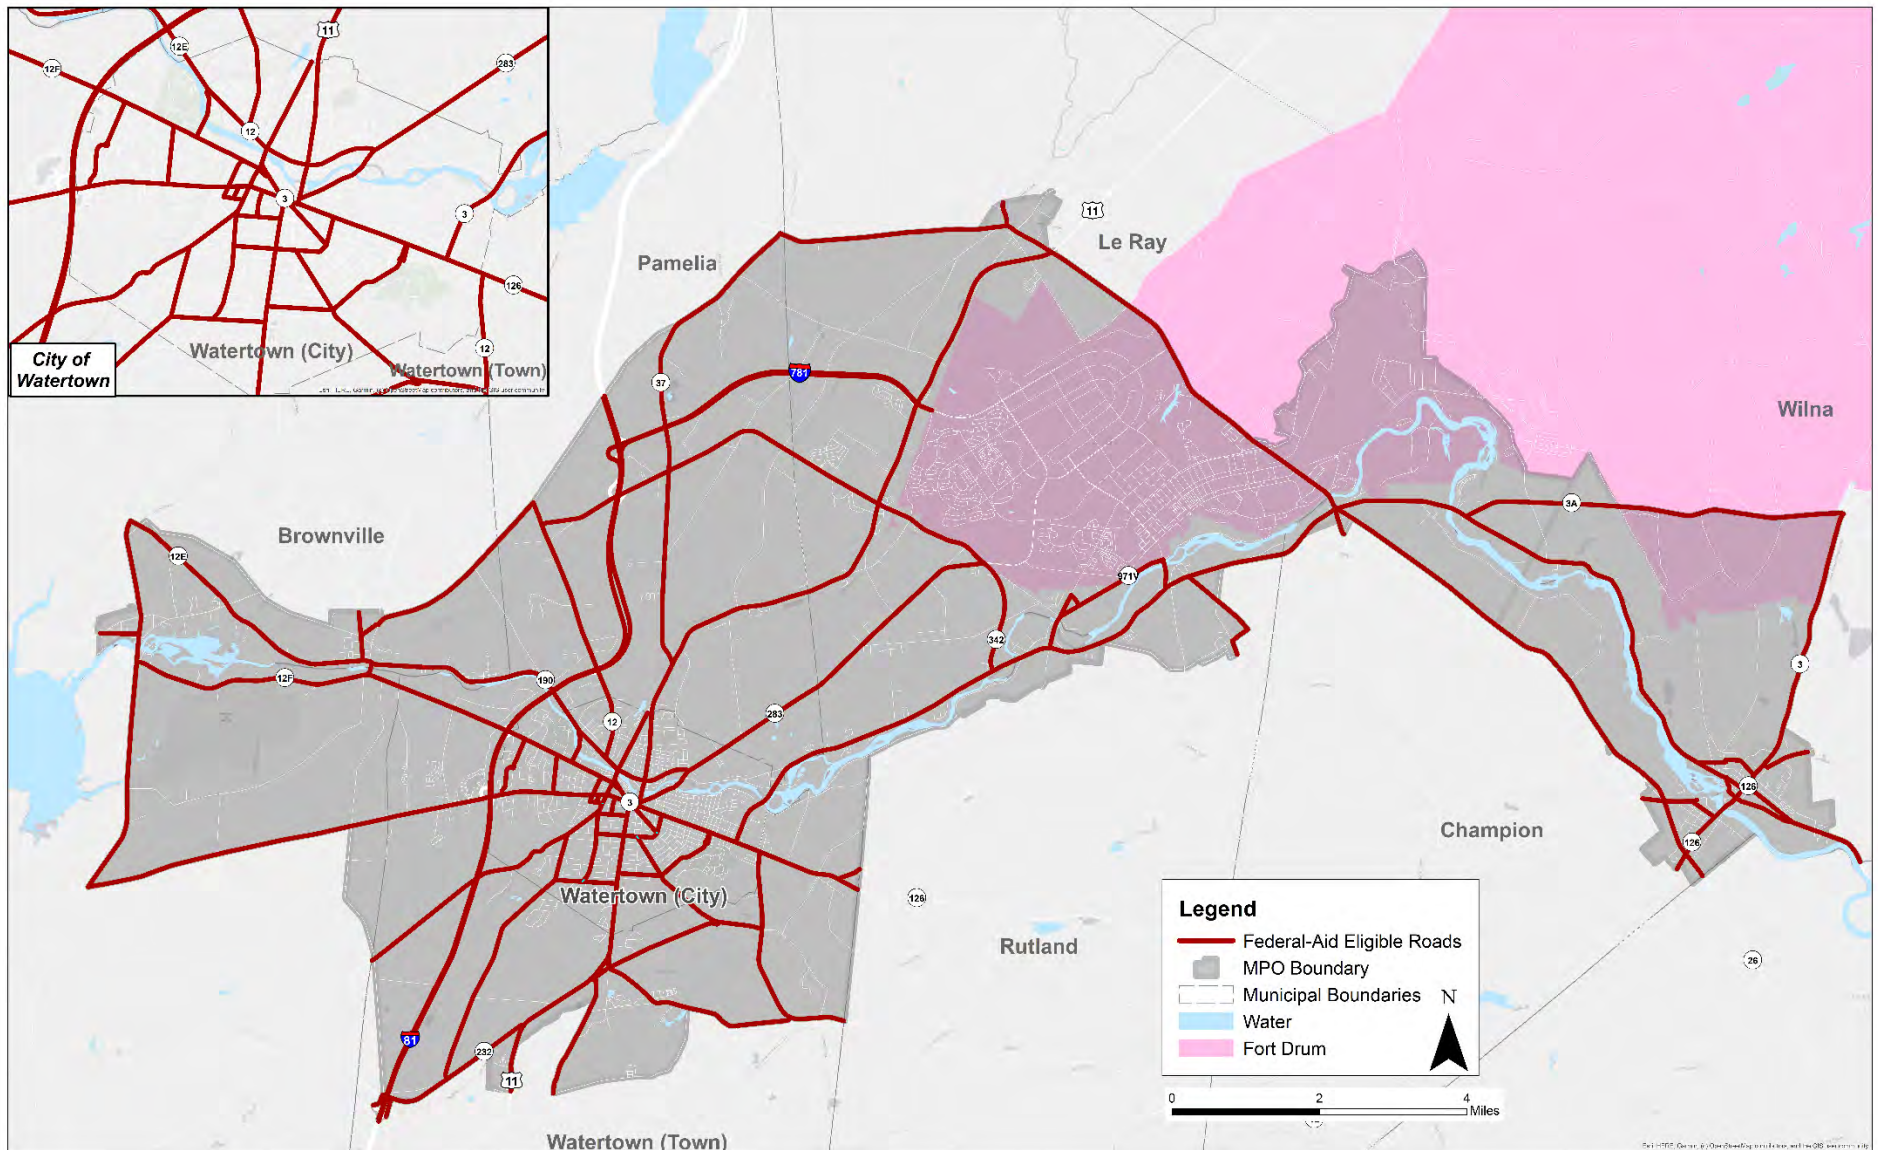 11
12E
283
12F
12
3
3
126
12
Watertown (City)
Watertown (Town)
City of
Watertown
11
Le Ray
Pamelia
37
781
Wilna
3A
Brownville
12E
971V
342
3
190
12F
283
12
3
126
Champion
126
Watertown (City)
126
Rutland
26
81
232
11
Watertown (Town)
Legend
Federal-Aid Eligible Roads
MPO Boundary
Municipal Boundaries
N
Water
Fort Drum
0 2 4
Miles